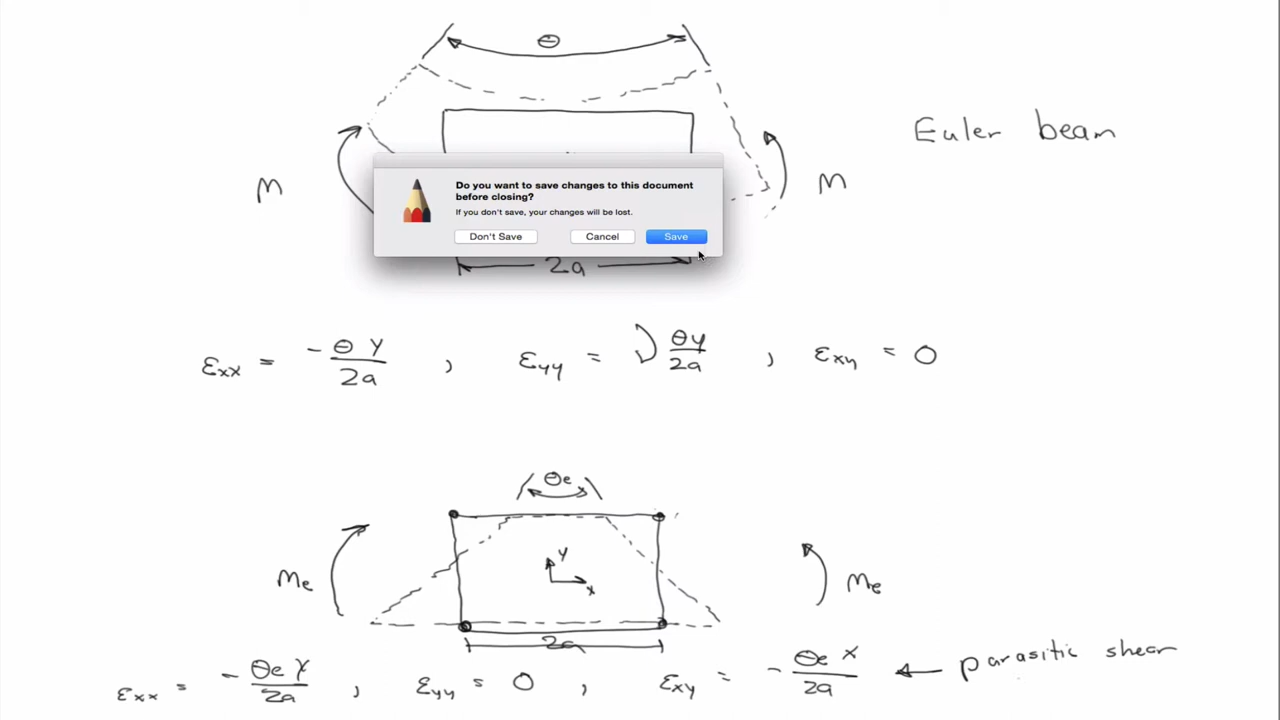 Θ
Euler beam
M
M
Do you want to save changes to this document
before closing?
If you don't save, your changes will be lost.
Don't Save Cancel Save
2a
εxx = -Θy/2a , εyy = ν Θy/2a , εxy = 0
Θe
y
x
Me
Me
2a
εxx = -Θe y/2a , εyy = 0 , εxy = -Θe x/2a ← parasitic shear